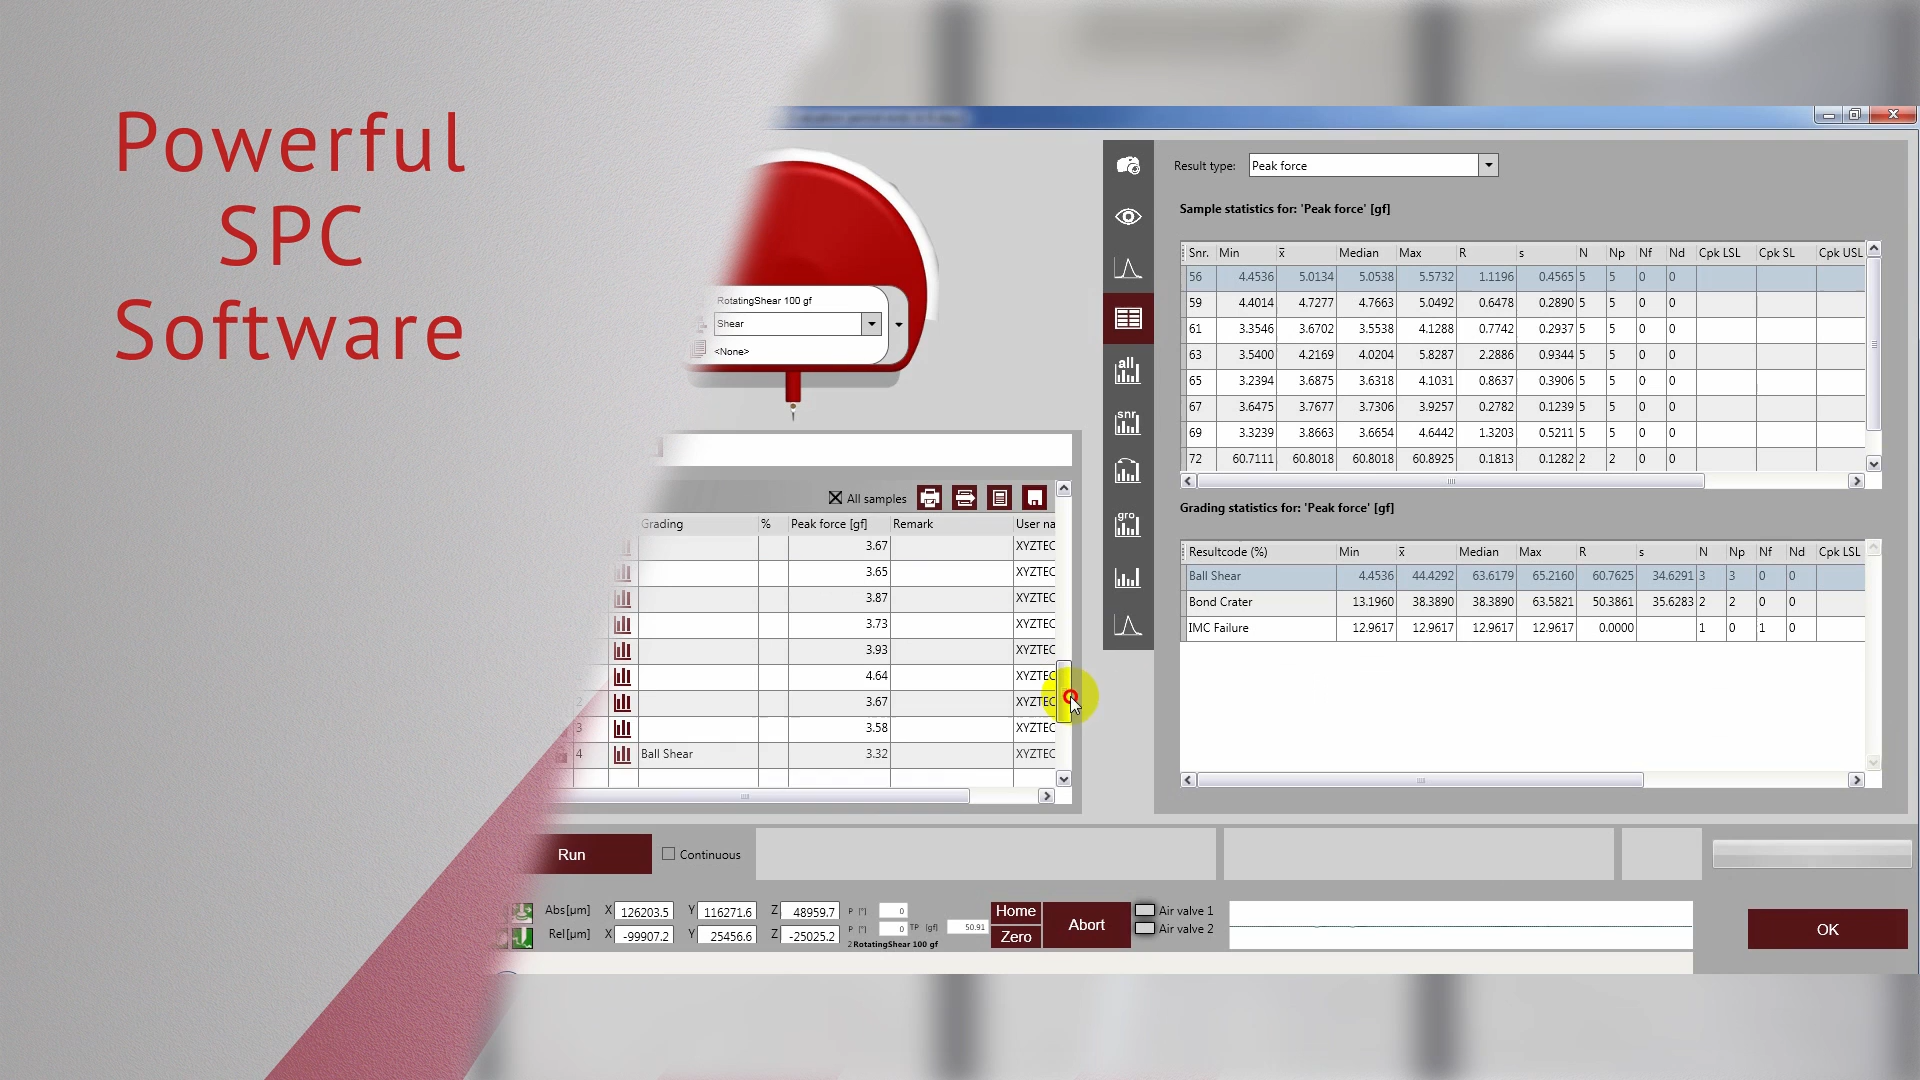 Powerful
SPC
Software
Result type: Peak force
Sample statistics for: 'Peak force' [gf]
Snr. Min x̄ Median Max R s N Np Nf Nd Cpk LSL Cpk SL Cpk USL
56 4.4536 5.0134 5.0538 5.5732 1.1196 0.4565 5 5 0 0
59 4.4014 4.7277 4.7663 5.0492 0.6478 0.2890 5 5 0 0
61 3.3546 3.6702 3.5538 4.1288 0.7742 0.2937 5 5 0 0
63 3.5400 4.2169 4.0204 5.8287 2.2886 0.9344 5 5 0 0
65 3.2394 3.6875 3.6318 4.1031 0.8637 0.3906 5 5 0 0
67 3.6475 3.7677 3.7306 3.9257 0.2782 0.1239 5 5 0 0
69 3.3239 3.8663 3.6654 4.6442 1.3203 0.5211 5 5 0 0
72 60.7111 60.8018 60.8018 60.8925 0.1813 0.1282 2 2 0 0
Grading statistics for: 'Peak force' [gf]
Resultcode (%) Min x̄ Median Max R s N Np Nf Nd Cpk LSL
Ball Shear 4.4536 44.4292 63.6179 65.2160 60.7625 34.6291 3 3 0 0
Bond Crater 13.1960 38.3890 38.3890 63.5821 50.3861 35.6283 2 2 0 0
IMC Failure 12.9617 12.9617 12.9617 12.9617 0.0000 1 0 1 0
all
snr
gro
RotatingShear 100 gf
Shear
<None>
All samples
Grading % Peak force [gf] Remark User na
3.67 XYZTEC
3.65 XYZTEC
3.87 XYZTEC
3.73 XYZTEC
3.93 XYZTEC
4.64 XYZTEC
2 3.67 XYZTEC
3 3.58 XYZTEC
4 Ball Shear 3.32 XYZTEC
Run Continuous
Abs[µm] X 126203.5 Y 116271.6 Z 48959.7 P [°] 0
Rel[µm] X -99907.2 Y 25456.6 Z -25025.2 P [°] 0 TP [gf] 50.91
2 RotatingShear 100 gf
Home
Zero
Abort
Air valve 1
Air valve 2
OK